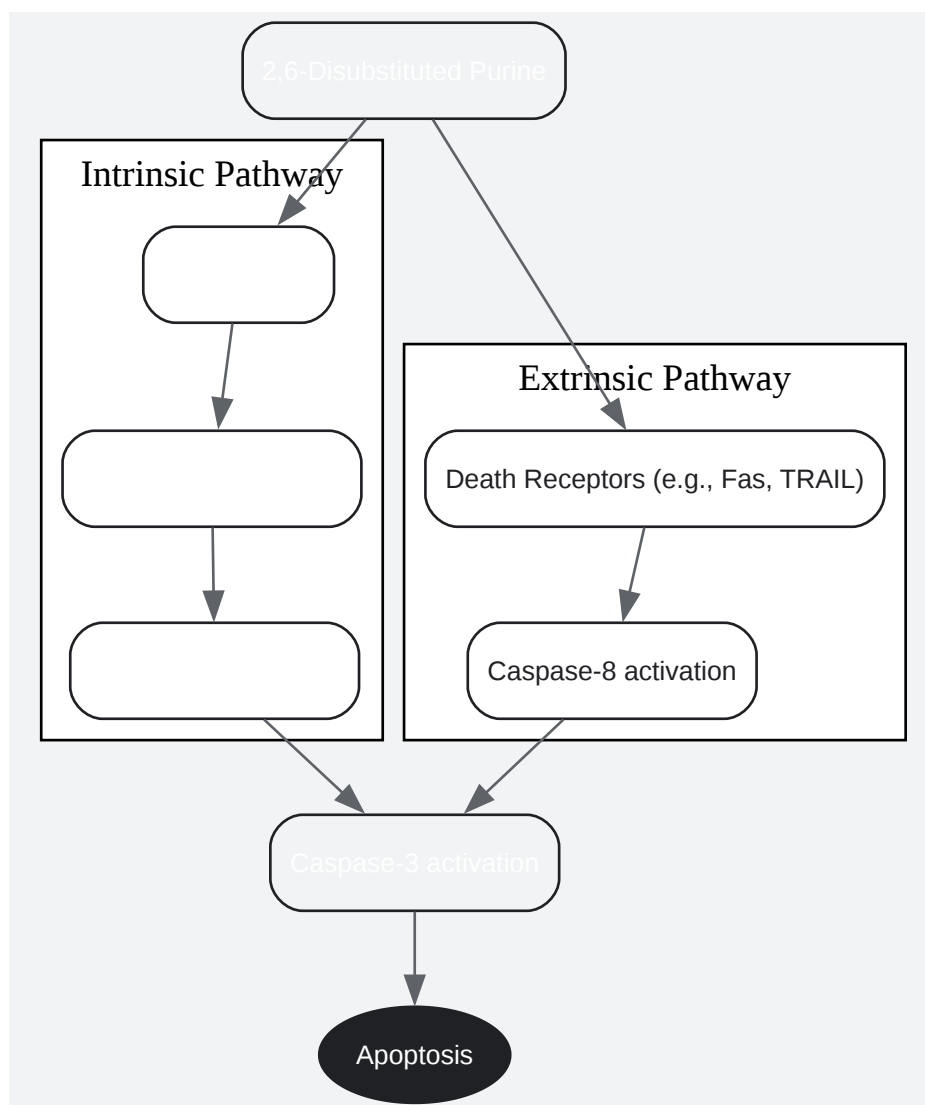 2,6-Disubstituted Purine
Intrinsic Pathway
Extrinsic Pathway
Death Receptors (e.g., Fas, TRAIL)
Caspase-8 activation
Caspase-3 activation
Apoptosis